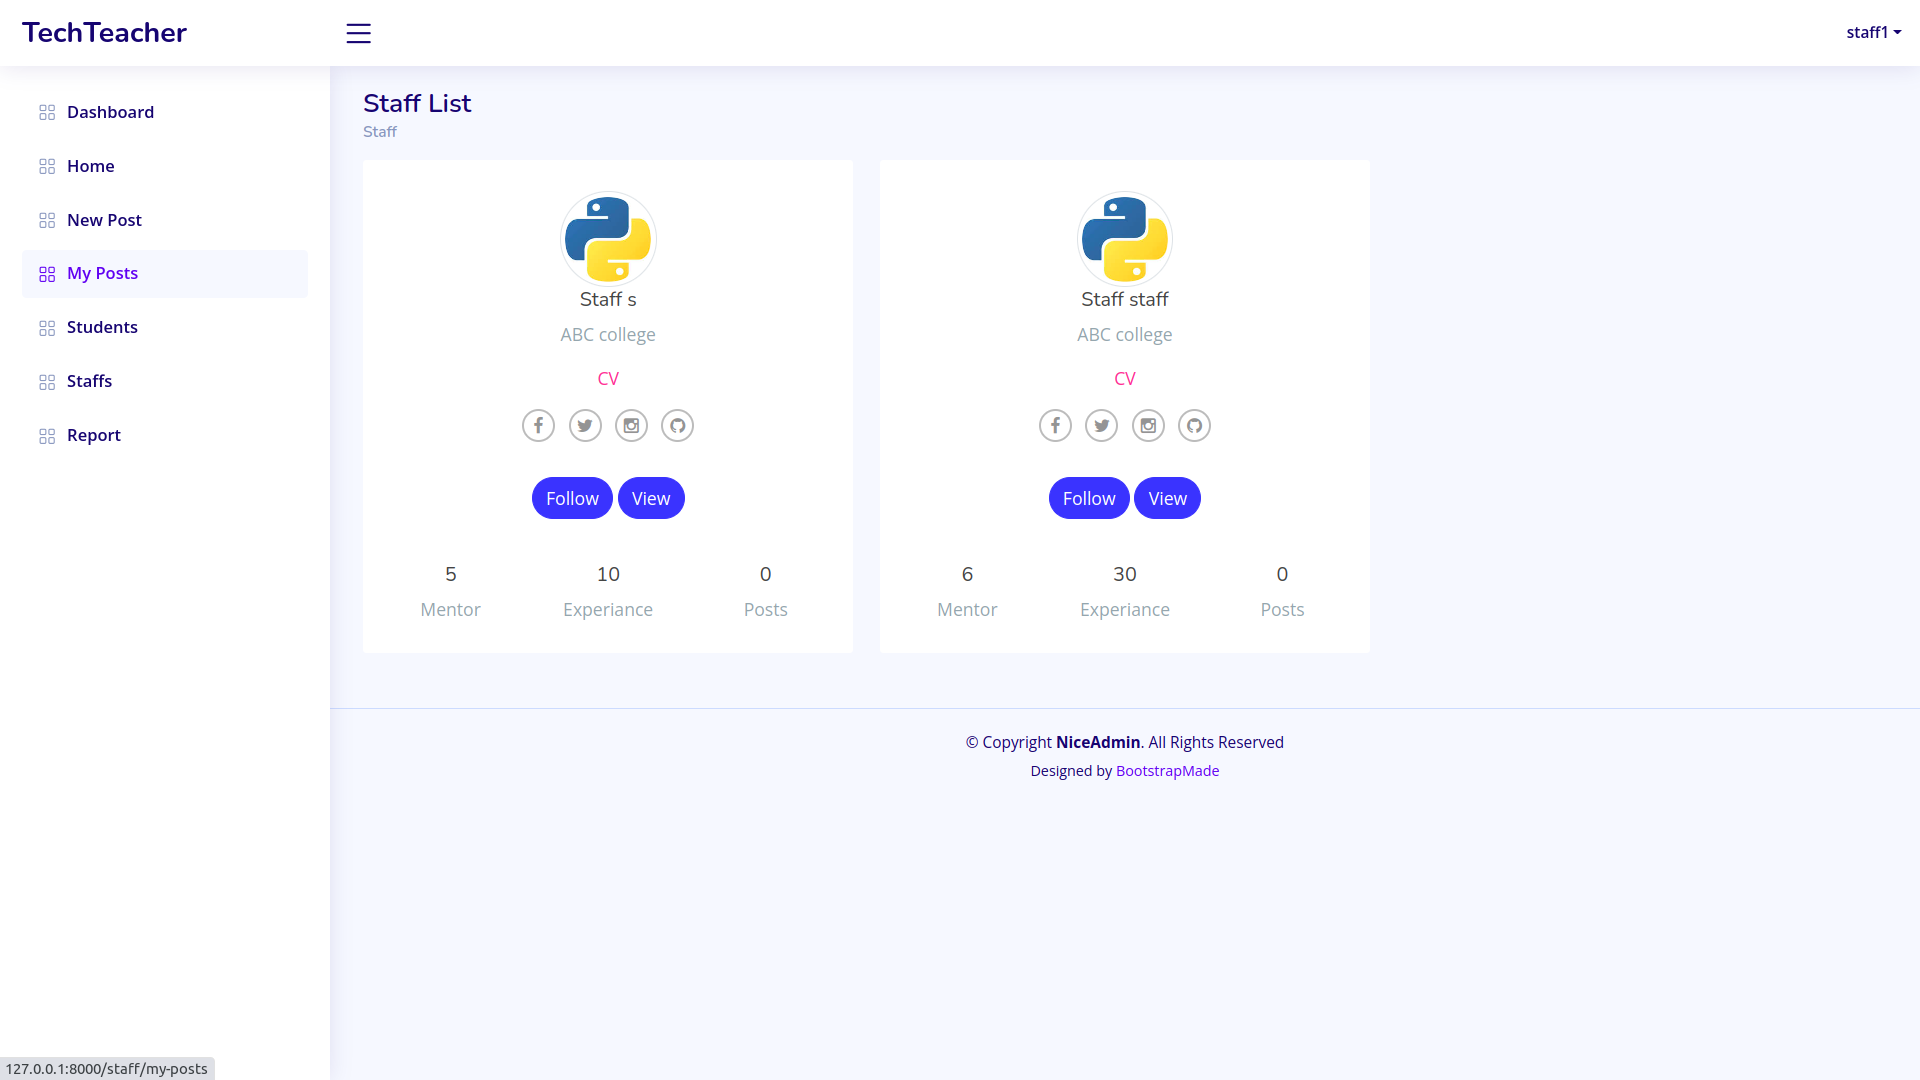 TechTeacher
staff1
Dashboard
Home
New Post
My Posts
Students
Staffs
Report
Staff List
Staff
Staff s
ABC college
CV
Follow View
5 10 0
Mentor Experiance Posts
Staff staff
ABC college
CV
Follow View
6 30 0
Mentor Experiance Posts
© Copyright NiceAdmin. All Rights Reserved
Designed by BootstrapMade
127.0.0.1:8000/staff/my-posts